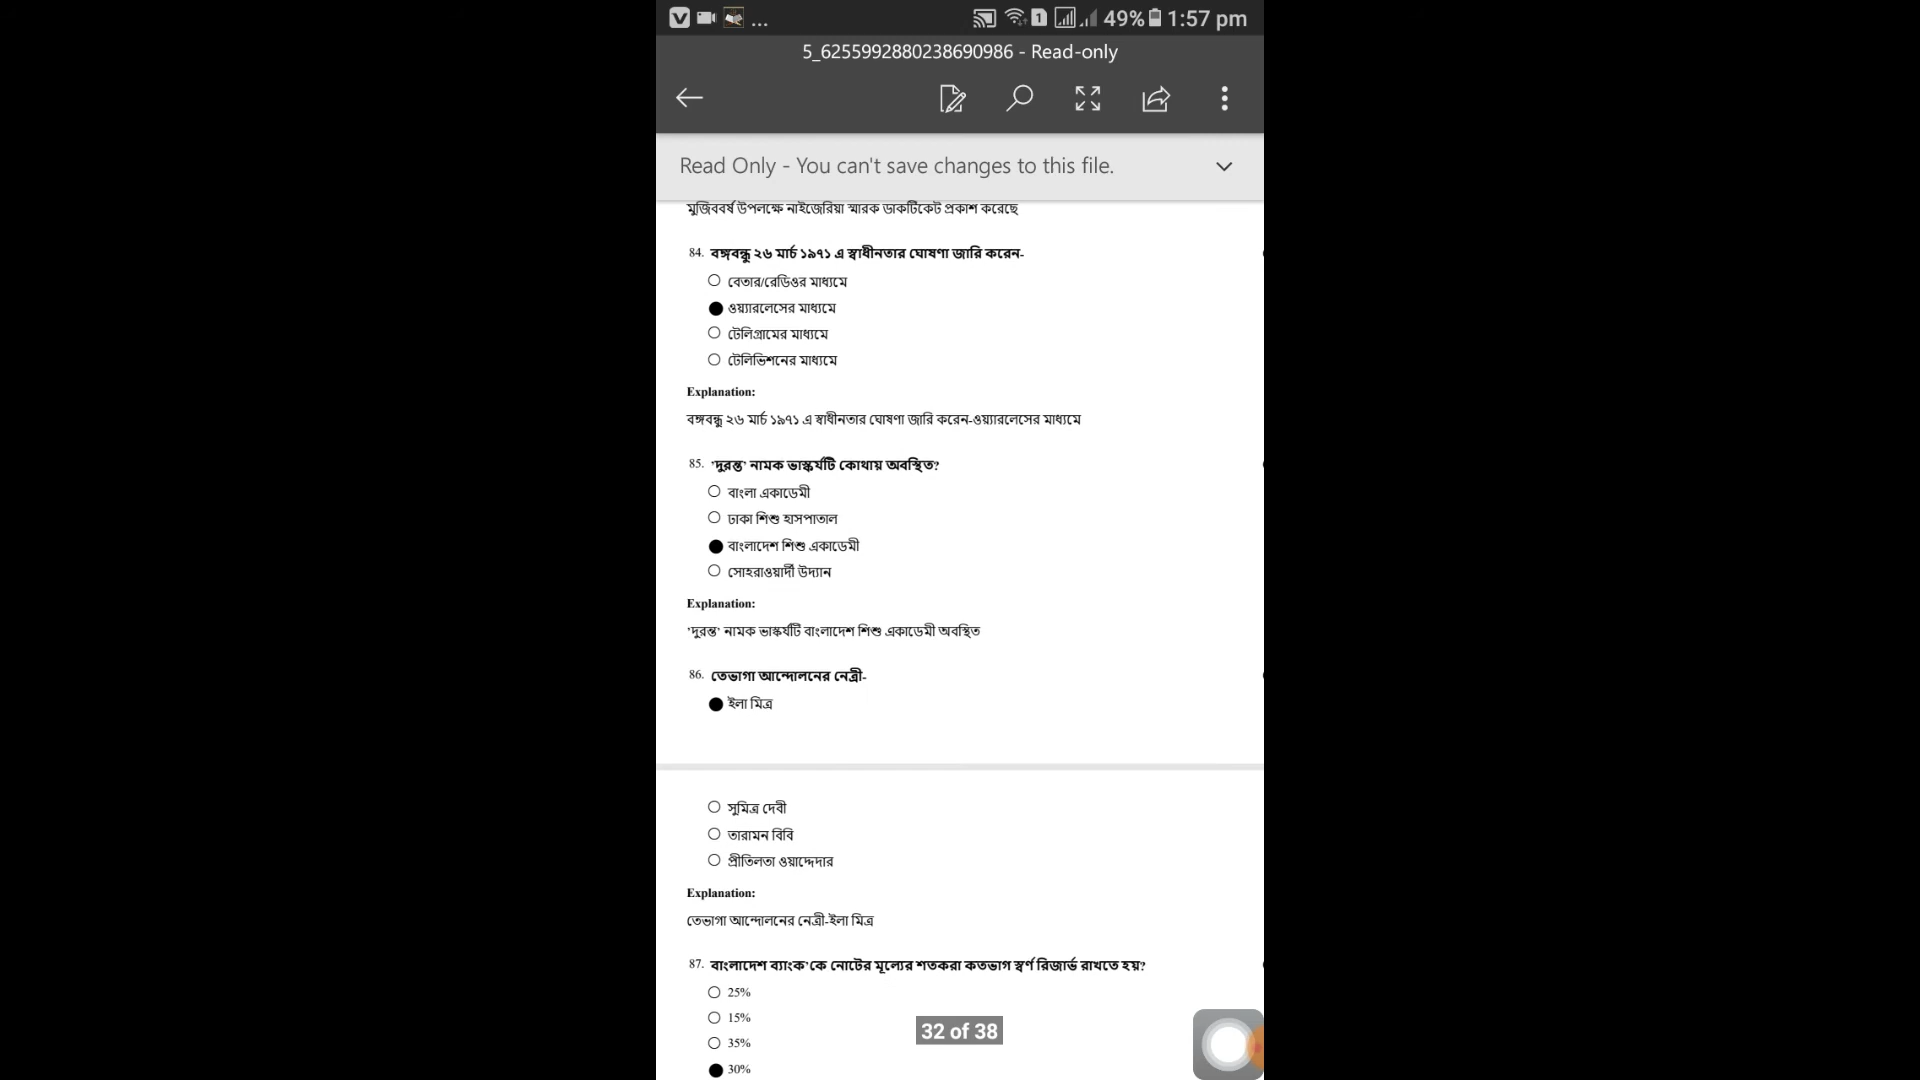 ... 49% 1:57 pm
5_6255992880238690986 - Read-only
Read Only - You can't save changes to this file.
মুজিববর্ষ উপলক্ষে নাইজেরিয়া স্মারক ডাকটিকেট প্রকাশ করেছে
84. বঙ্গবন্ধু ২৬ মার্চ ১৯৭১ এ স্বাধীনতার ঘোষণা জারি করেন-
বেতার/রেডিওর মাধ্যমে
ওয়্যারলেসের মাধ্যমে
টেলিগ্রামের মাধ্যমে
টেলিভিশনের মাধ্যমে
Explanation:
বঙ্গবন্ধু ২৬ মার্চ ১৯৭১ এ স্বাধীনতার ঘোষণা জারি করেন-ওয়্যারলেসের মাধ্যমে
85. 'দুরন্ত' নামক ভাস্কর্যটি কোথায় অবস্থিত?
বাংলা একাডেমী
ঢাকা শিশু হাসপাতাল
বাংলাদেশ শিশু একাডেমী
সোহরাওয়ার্দী উদ্যান
Explanation:
'দুরন্ত' নামক ভাস্কর্যটি বাংলাদেশ শিশু একাডেমী অবস্থিত
86. তেভাগা আন্দোলনের নেত্রী-
ইলা মিত্র
সুমিত্র দেবী
তারামন বিবি
প্রীতিলতা ওয়াদ্দেদার
Explanation:
তেভাগা আন্দোলনের নেত্রী-ইলা মিত্র
87. বাংলাদেশ ব্যাংক'কে নোটের মূল্যের শতকরা কতভাগ স্বর্ণ রিজার্ভ রাখতে হয়?
25%
15%
35%
30%
32 of 38